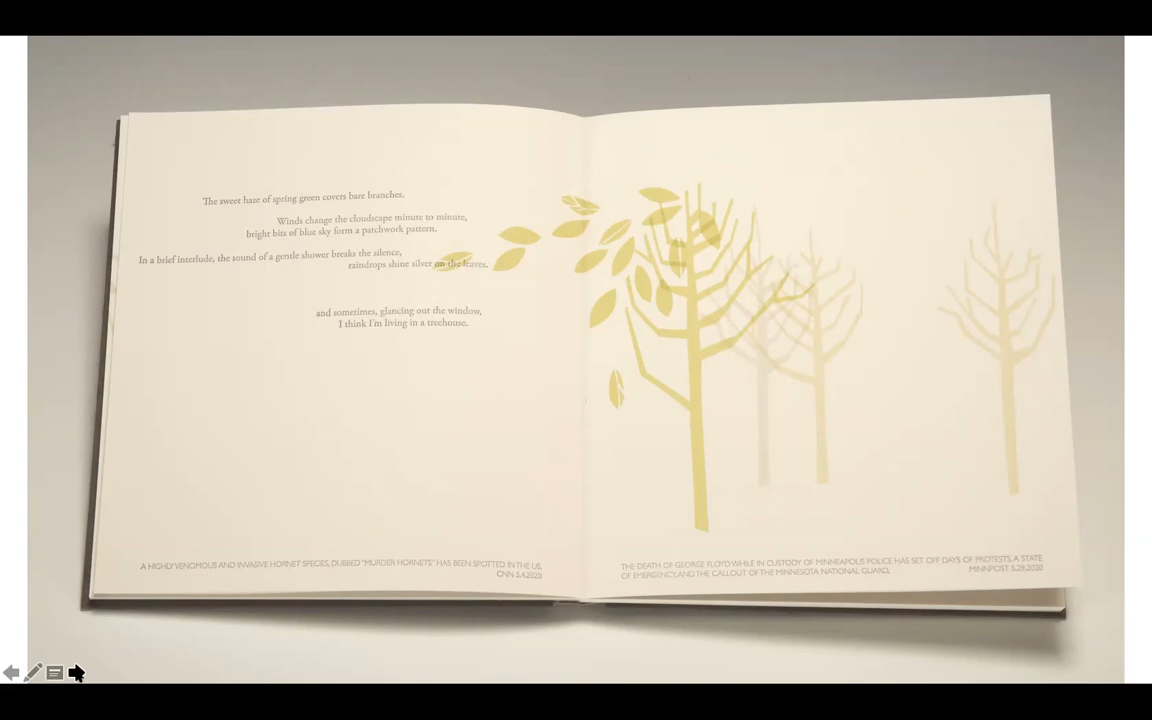 The sweet haze of spring green covers bare branches.
Winds change the cloudscape minute to minute,
bright bits of blue sky form a patchwork pattern.
In a brief interlude, the sound of a gentle shower breaks the silence,
raindrops shine silver on the leaves.
and sometimes, glancing out the window,
I think I'm living in a treehouse.
A HIGHLY VENOMOUS AND INVASIVE HORNET SPECIES, DUBBED "MURDER HORNETS" HAS BEEN SPOTTED IN THE US.
CNN 5.4.2020
THE DEATH OF GEORGE FLOYD WHILE IN CUSTODY OF MINNEAPOLIS POLICE HAS SET OFF DAYS OF PROTESTS, A STATE
OF EMERGENCY, AND THE CALLOUT OF THE MINNESOTA NATIONAL GUARD.
MINNPOST 5.29.2020